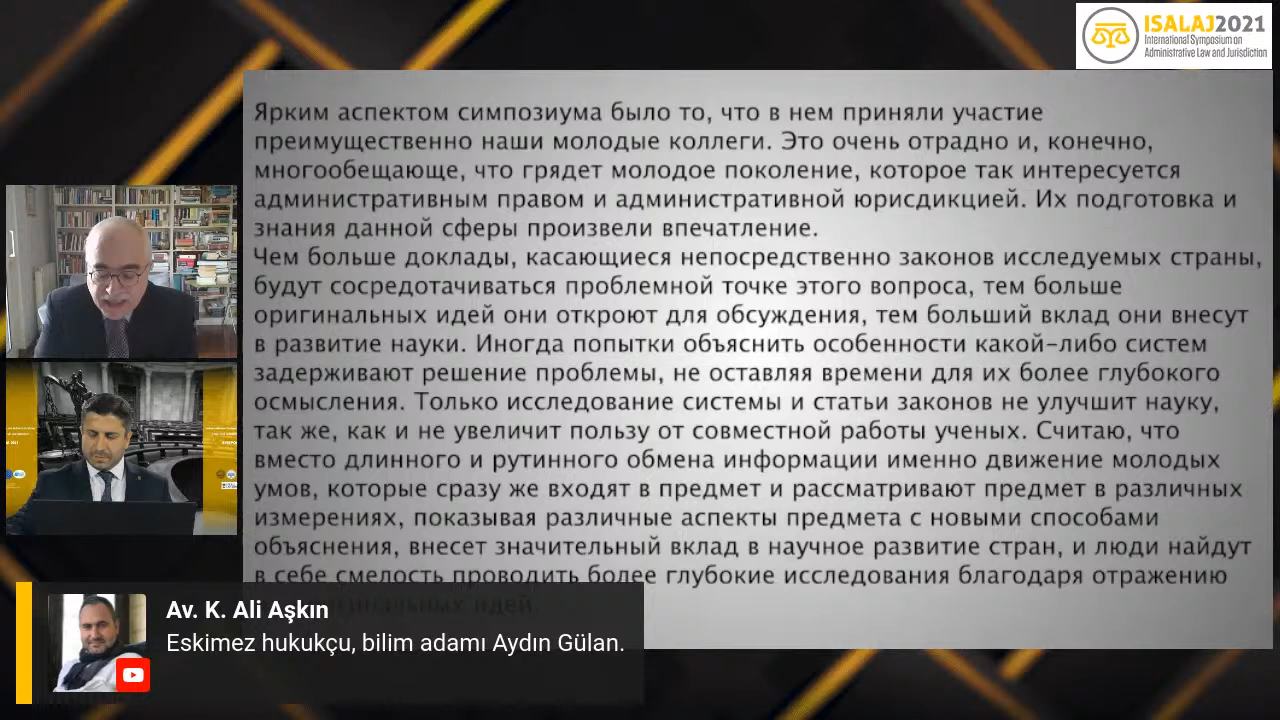 ISALAJ2021
International Symposium on
Administrative Law and Jurisdiction
Ярким аспектом симпозиума было то, что в нем приняли участие
преимущественно наши молодые коллеги. Это очень отрадно и, конечно,
многообещающе, что грядет молодое поколение, которое так интересуется
административным правом и административной юрисдикцией. Их подготовка и
знания данной сферы произвели впечатление.
Чем больше доклады, касающиеся непосредственно законов исследуемых страны,
будут сосредотачиваться проблемной точке этого вопроса, тем больше
оригинальных идей они откроют для обсуждения, тем больший вклад они внесут
в развитие науки. Иногда попытки объяснить особенности какой-либо систем
задерживают решение проблемы, не оставляя времени для их более глубокого
осмысления. Только исследование системы и статьи законов не улучшит науку,
так же, как и не увеличит пользу от совместной работы ученых. Считаю, что
вместо длинного и рутинного обмена информации именно движение молодых
умов, которые сразу же входят в предмет и рассматривают предмет в различных
измерениях, показывая различные аспекты предмета с новыми способами
объяснения, внесет значительный вклад в научное развитие стран, и люди найдут
в себе смелость проводить более глубокие исследования благодаря отражению
идей.
Av. K. Ali Aşkın
Eskimez hukukçu, bilim adamı Aydın Gülan.